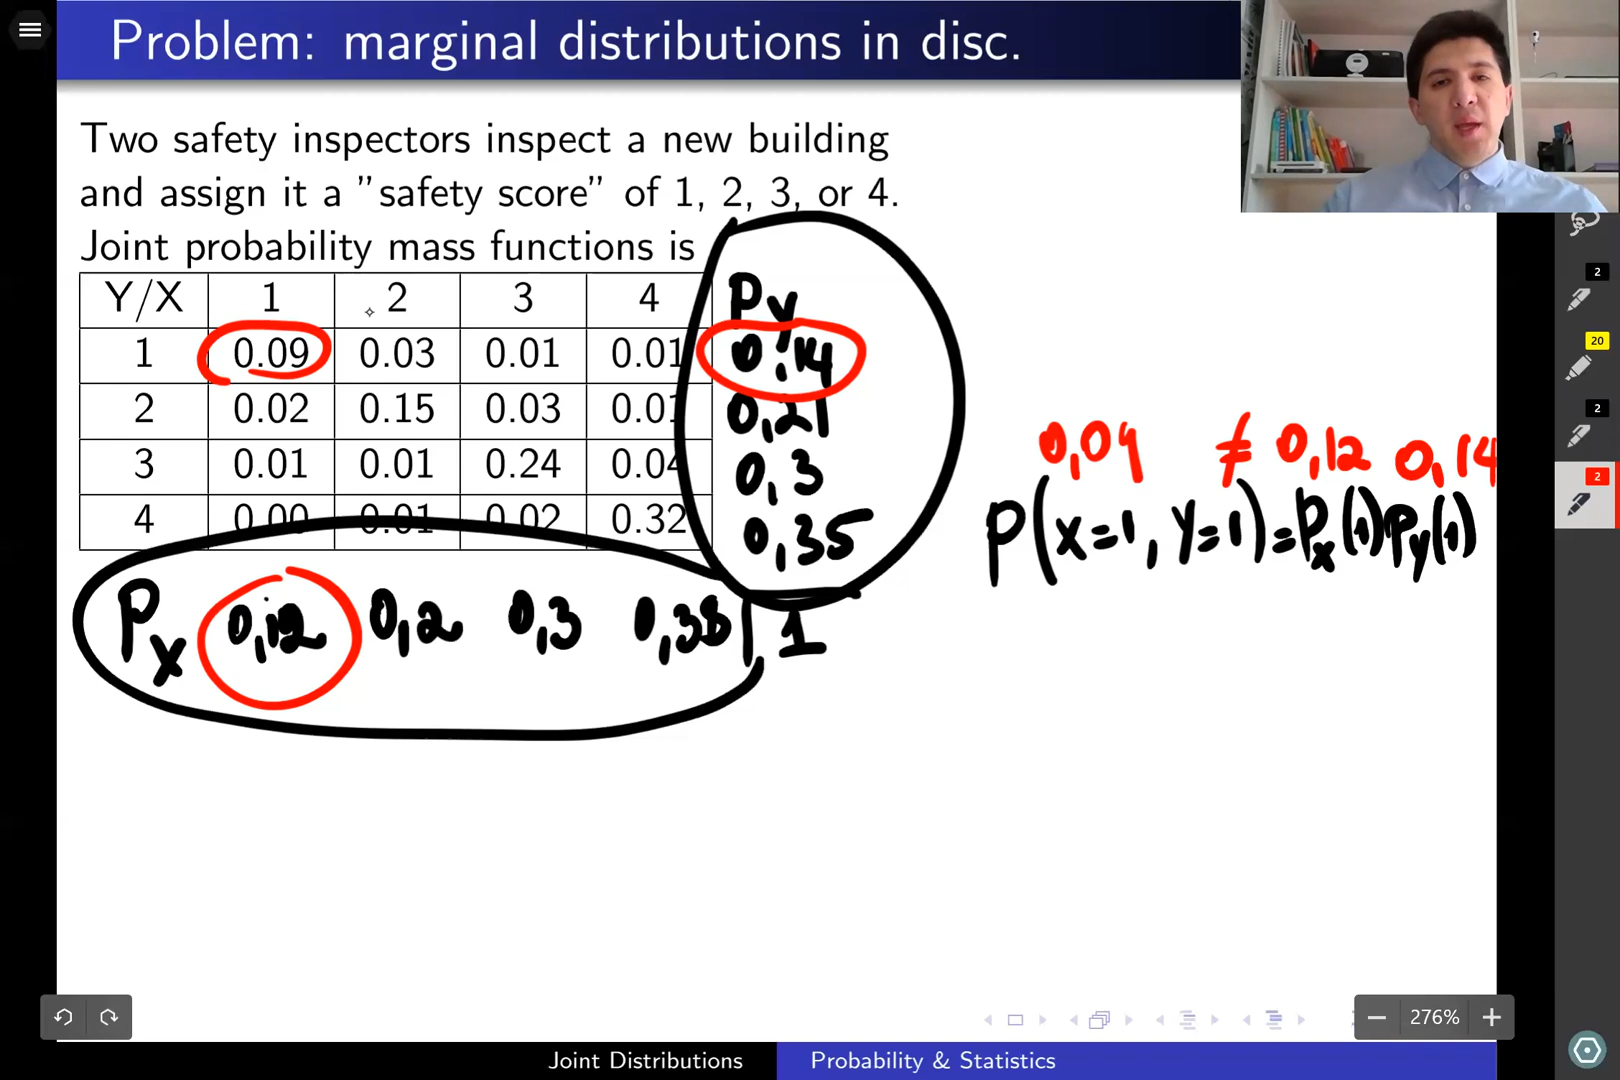 Problem: marginal distributions in disc.
Two safety inspectors inspect a new building
and assign it a "safety score" of 1, 2, 3, or 4.
Joint probability mass functions is
Y/X 1 2 3 4 Py
1 0.09 0.03 0.01 0.01 0.14
2 0.02 0.15 0.03 0.01 0,21
3 0.01 0.01 0.24 0.04 0,3
4 0.00 0.01 0.02 0.32 0,35
Px 0,12 0,2 0,3 0,38 1
0,09 ≠ 0,12 0,14
P(X=1, Y=1)=Px(1)Py(1)
2
20
2
2
276%
Joint Distributions Probability & Statistics